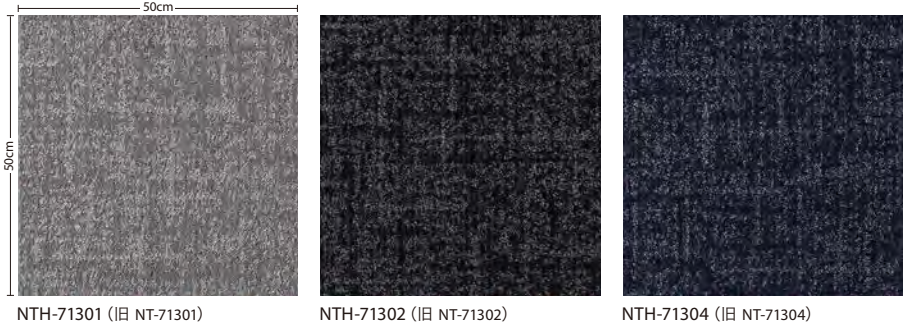 50cm
50cm
NTH-71301（旧 NT-71301）
NTH-71302（旧 NT-71302）
NTH-71304（旧 NT-71304）